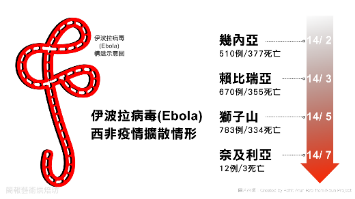 伊波拉病毒
(Ebola)
構造示意圖
伊波拉病毒(Ebola)
西非疫情擴散情形
幾內亞
510例/377死亡
14/ 2
賴比瑞亞
670例/355死亡
14/ 3
獅子山
783例/334死亡
14/ 5
奈及利亞
12例/3死亡
14/ 7